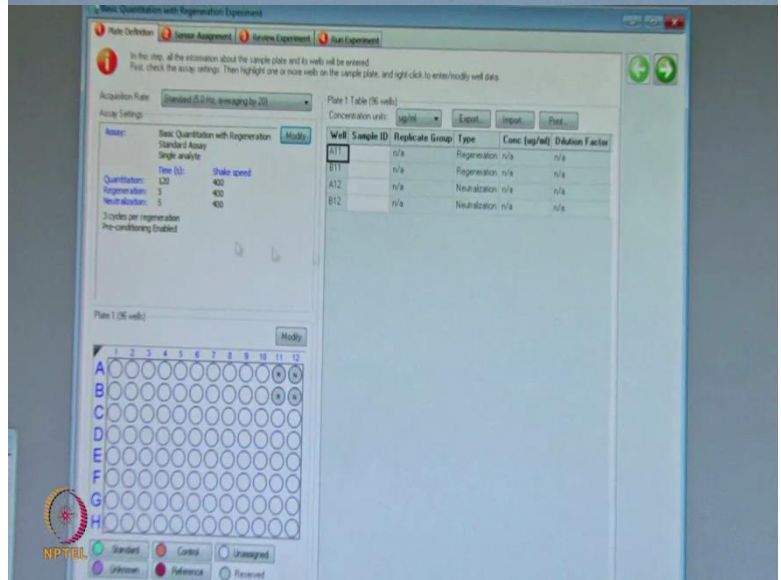 Basic Quantitation with Regeneration Experiment
1 Plate Definition 2 Sensor Assignment 3 Review Experiment 4 Run Experiment
In this step, all the information about the sample plate and its wells will be entered.
First, check the assay settings. Then highlight one or more wells on the sample plate, and right-click to enter/modify well data.
Acquisition Rate: Standard (5.0 Hz, averaging by 20)
Assay Settings:
Assay: Basic Quantitation with Regeneration Modify
Standard Assay
Single analyte
Time (s): Shake speed
Quantitation: 120 400
Regeneration: 5 400
Neutralization: 5 400
3 cycles per regeneration
Pre-conditioning Enabled
Plate 1 (96 wells)
Modify
1 2 3 4 5 6 7 8 9 10 11 12
A R N
B R N
C
D
E
F
G
H
Standard Control Unassigned
Unknown Reference Reserved
Plate 1 Table (96 wells)
Concentration units: ug/ml Export... Import... Print...
Well Sample ID Replicate Group Type Conc (ug/ml) Dilution Factor
A11 n/a Regeneration n/a n/a
B11 n/a Regeneration n/a n/a
A12 n/a Neutralization n/a n/a
B12 n/a Neutralization n/a n/a
NPTEL